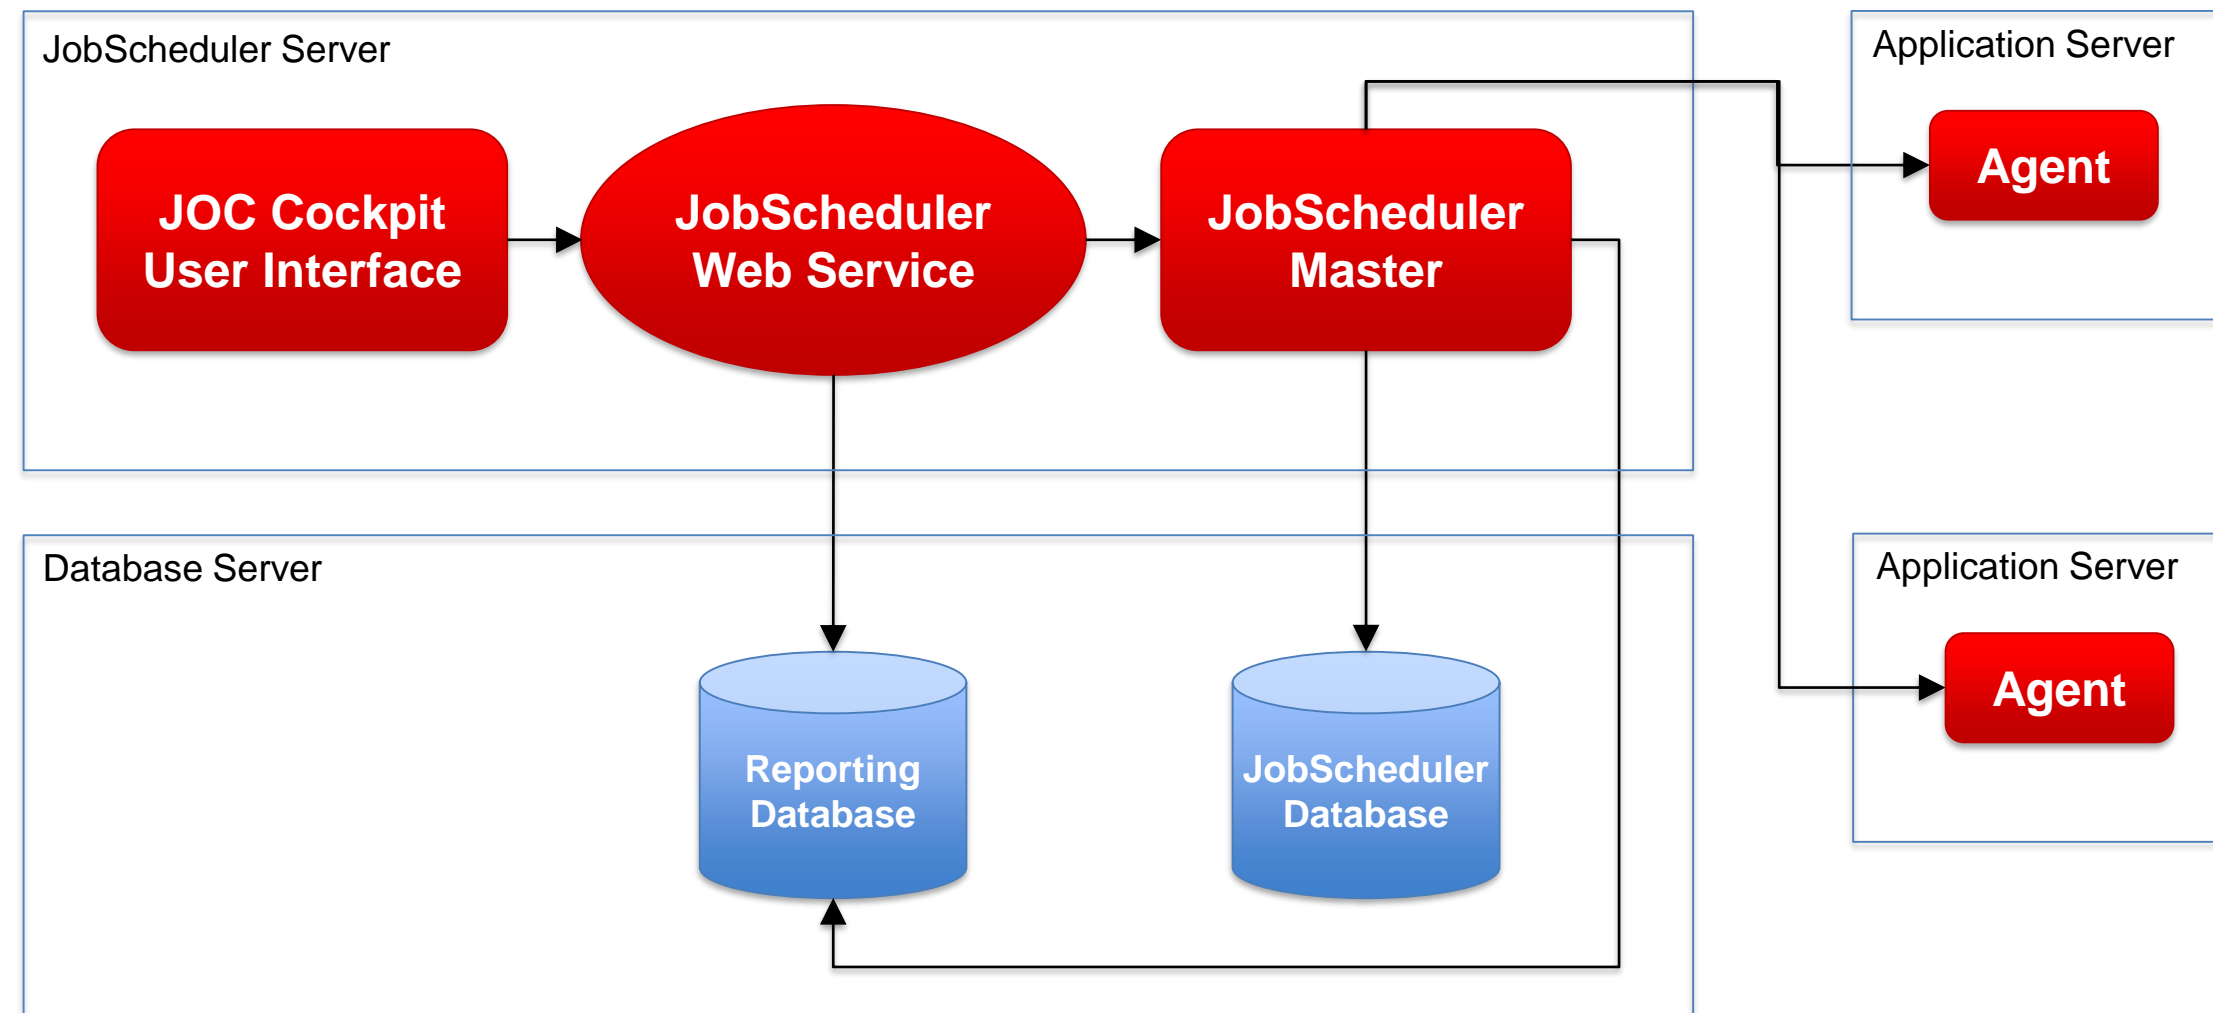 JobScheduler Server
JOC Cockpit
User Interface
JobScheduler
Web Service
JobScheduler
Master
Application Server
Agent
Database Server
Reporting
Database
JobScheduler
Database
Application Server
Agent